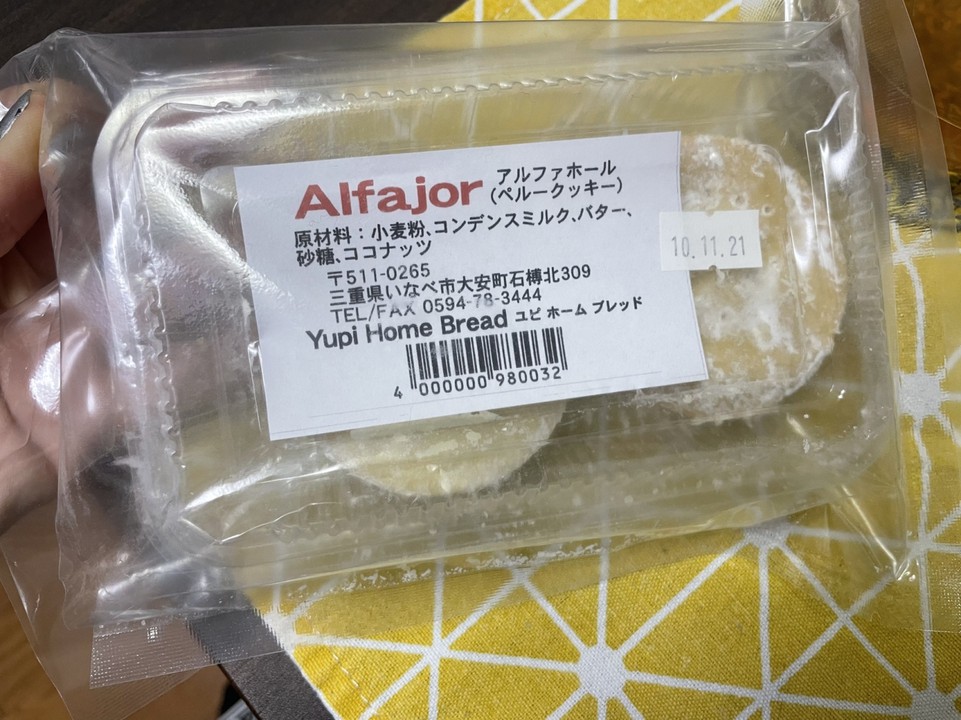 Alfajor アルファホール
(ペルークッキー)
原材料：小麦粉、コンデンスミルク、バター、
砂糖、ココナッツ
〒511-0265
三重県いなべ市大安町石榑北309
TEL/FAX 0594-78-3444
Yupi Home Bread ユピ ホーム ブレッド
4 000000 980032
10.11.21